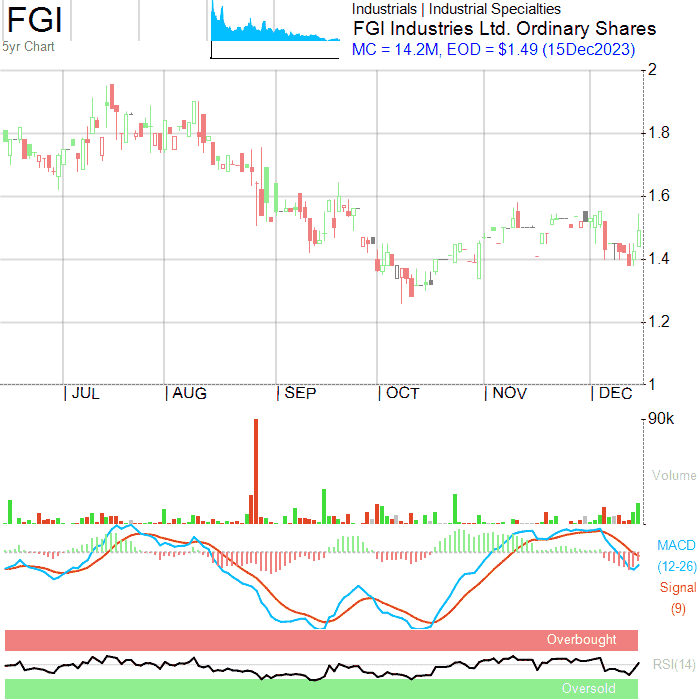 FGI
5yr Chart
Industrials | Industrial Specialties
FGI Industries Ltd. Ordinary Shares
MC = 14.2M, EOD = $1.49 (15Dec2023)
2
1.8
1.6
1.4
1.2
1
JUL
AUG
SEP
OCT
NOV
DEC
90k
Volume
MACD
(12-26)
Signal
(9)
Overbought
RSI(14)
Oversold